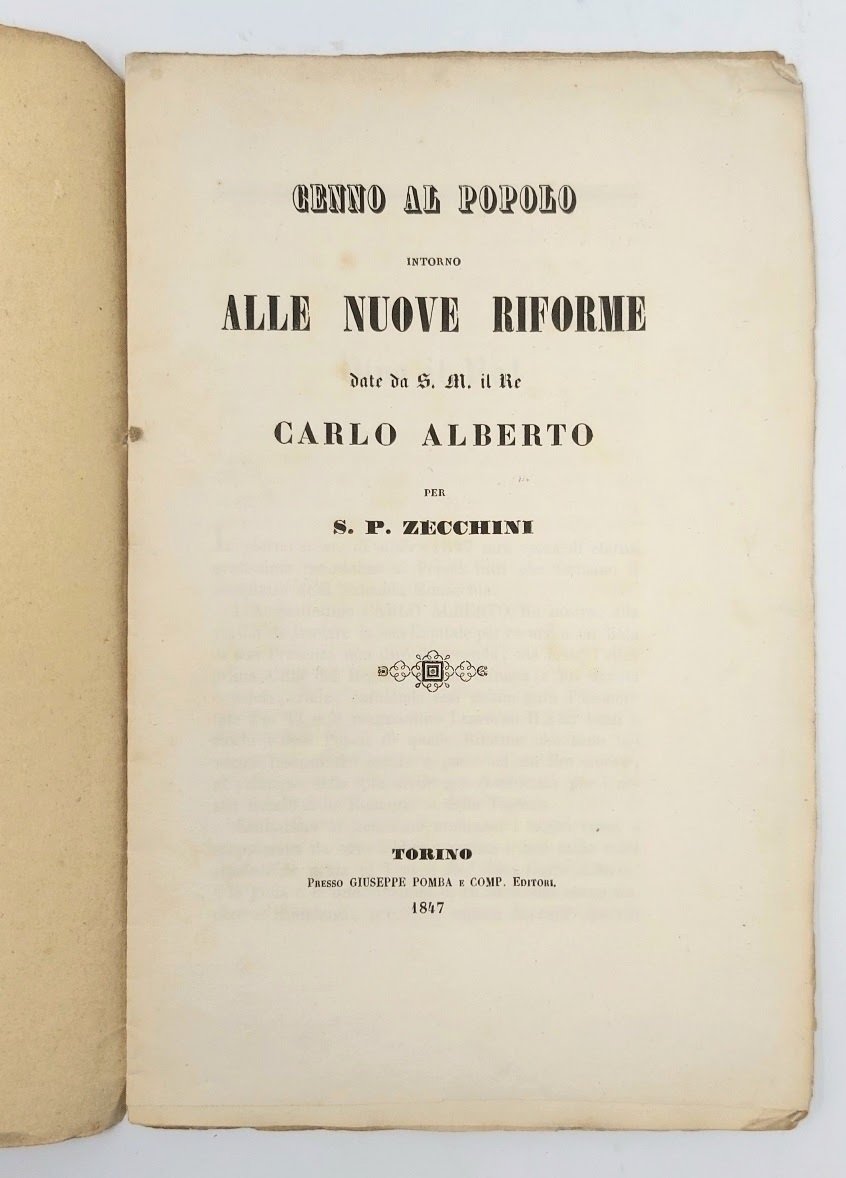 CENNO AL POPOLO
INTORNO
ALLE NUOVE RIFORME
date da S. M. il Re
CARLO ALBERTO
PER
S. P. ZECCHINI
TORINO
PRESSO GIUSEPPE POMBA E COMP. EDITORI.
1847